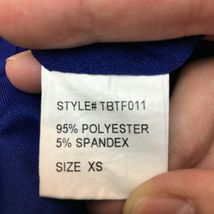 STYLE# TBTF011
95% POLYESTER
5% SPANDEX
SIZE XS